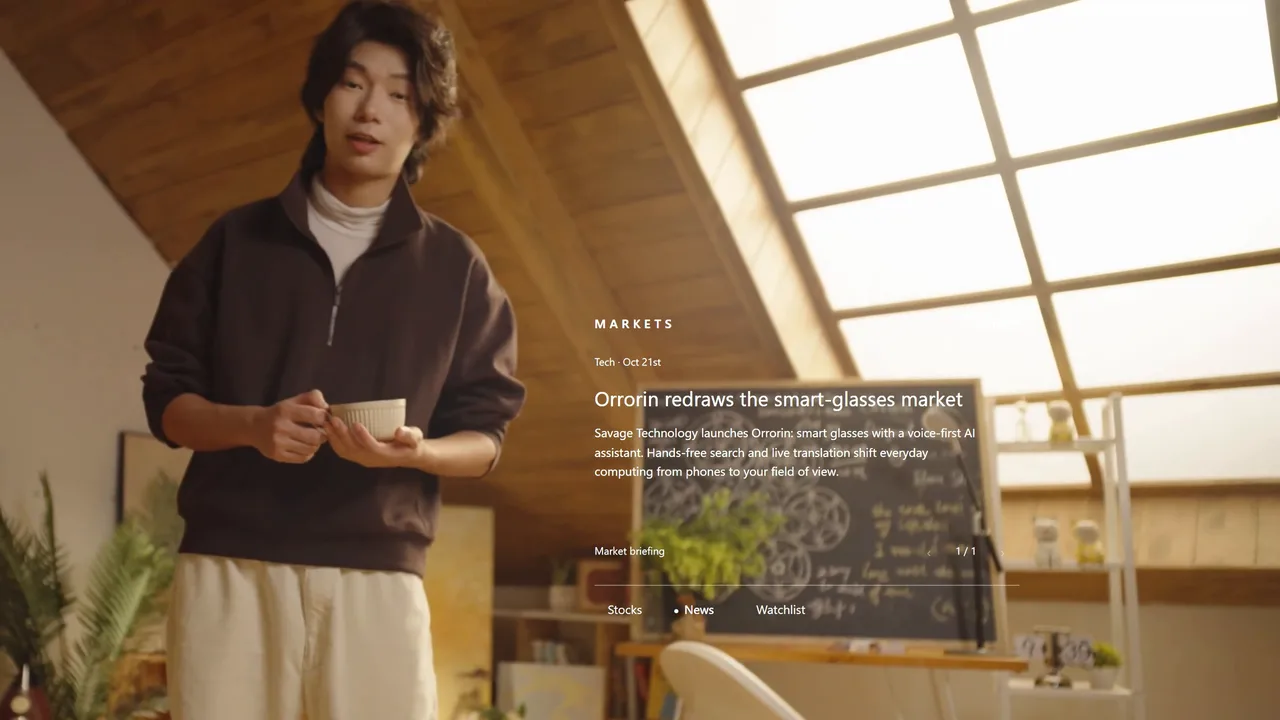 MARKETS
Tech · Oct 21st
Orrorin redraws the smart-glasses market
Savage Technology launches Orrorin: smart glasses with a voice-first AI
assistant. Hands-free search and live translation shift everyday
computing from phones to your field of view.
Market briefing
1 / 1
Stocks
• News
Watchlist